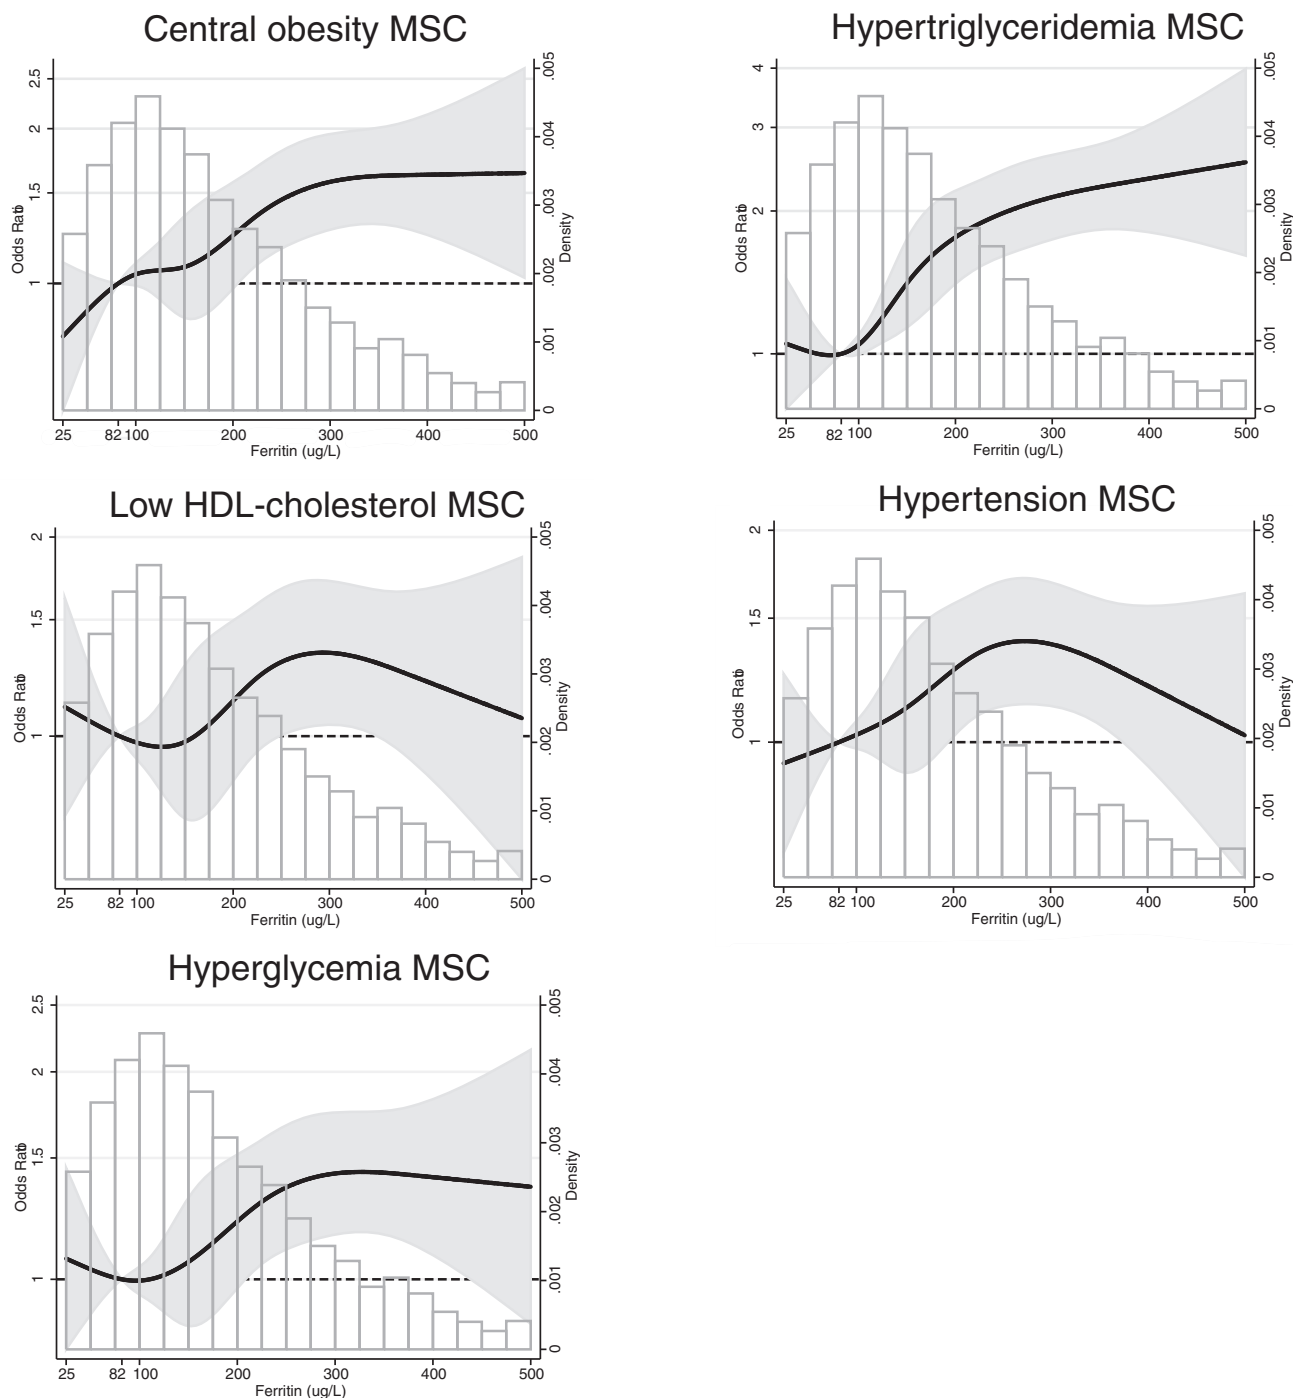 Central obesity MSC
Odds Ratio
1 1.5 2 2.5
0 .001 .002 .003 .004 .005
Density
25 82 100 200 300 400 500
Ferritin (ug/L)
Hypertriglyceridemia MSC
Odds Ratio
1 2 3 4
0 .001 .002 .003 .004 .005
Density
25 82 100 200 300 400 500
Ferritin (ug/L)
Low HDL-cholesterol MSC
Odds Ratio
1 1.5 2
0 .001 .002 .003 .004 .005
Density
25 82 100 200 300 400 500
Ferritin (ug/L)
Hypertension MSC
Odds Ratio
1 1.5 2
0 .001 .002 .003 .004 .005
Density
25 82 100 200 300 400 500
Ferritin (ug/L)
Hyperglycemia MSC
Odds Ratio
1 1.5 2 2.5
0 .001 .002 .003 .004 .005
Density
25 82 100 200 300 400 500
Ferritin (ug/L)